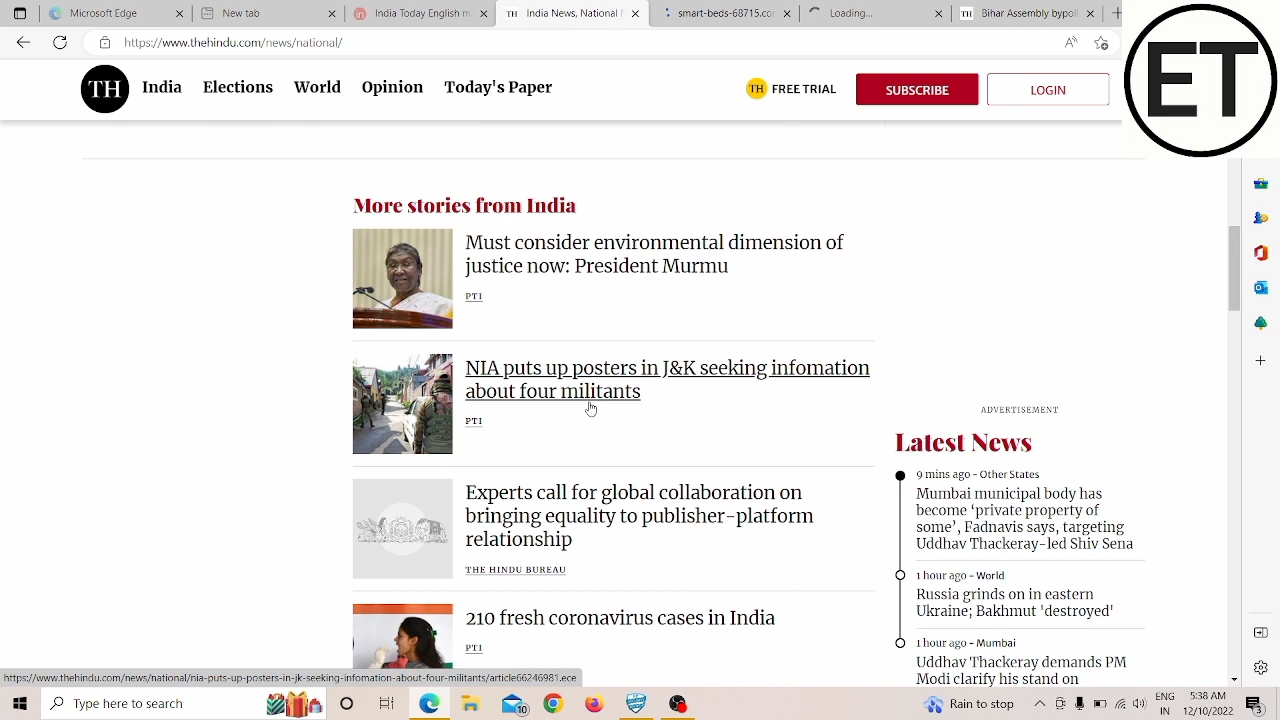 Microsoft Edge
New tab
India Today English m
India News | National N
smart-beds-68715.cor
Loading...
Bihar Assembly bypoll
https://www.thehindu.com/news/national/
TH
India
Elections
World
Opinion
Today's Paper
TH
FREE TRIAL
SUBSCRIBE
LOGIN
ET
More stories from India
Must consider environmental dimension of
justice now: President Murmu
PTI
NIA puts up posters in J&K seeking infomation
about four militants
PTI
Experts call for global collaboration on
bringing equality to publisher-platform
relationship
THE HINDU BUREAU
210 fresh coronavirus cases in India
PTI
ADVERTISEMENT
Latest News
9 mins ago - Other States
Mumbai municipal body has
become ‘private property of
some’, Fadnavis says, targeting
Uddhav Thackeray-led Shiv Sena
1 hour ago - World
Russia grinds on in eastern
Ukraine; Bakhmut 'destroyed'
1 hour ago - Mumbai
Uddhav Thackeray demands PM
Modi clarify his stand on
https://www.thehindu.com/news/national/nia-puts-up-posters-in-jk-seeking-infomation-about-four-militants/article66246981.ece
Type here to search
10
Rain to stop
ENG
IN
5:38 AM
12/10/2022
3